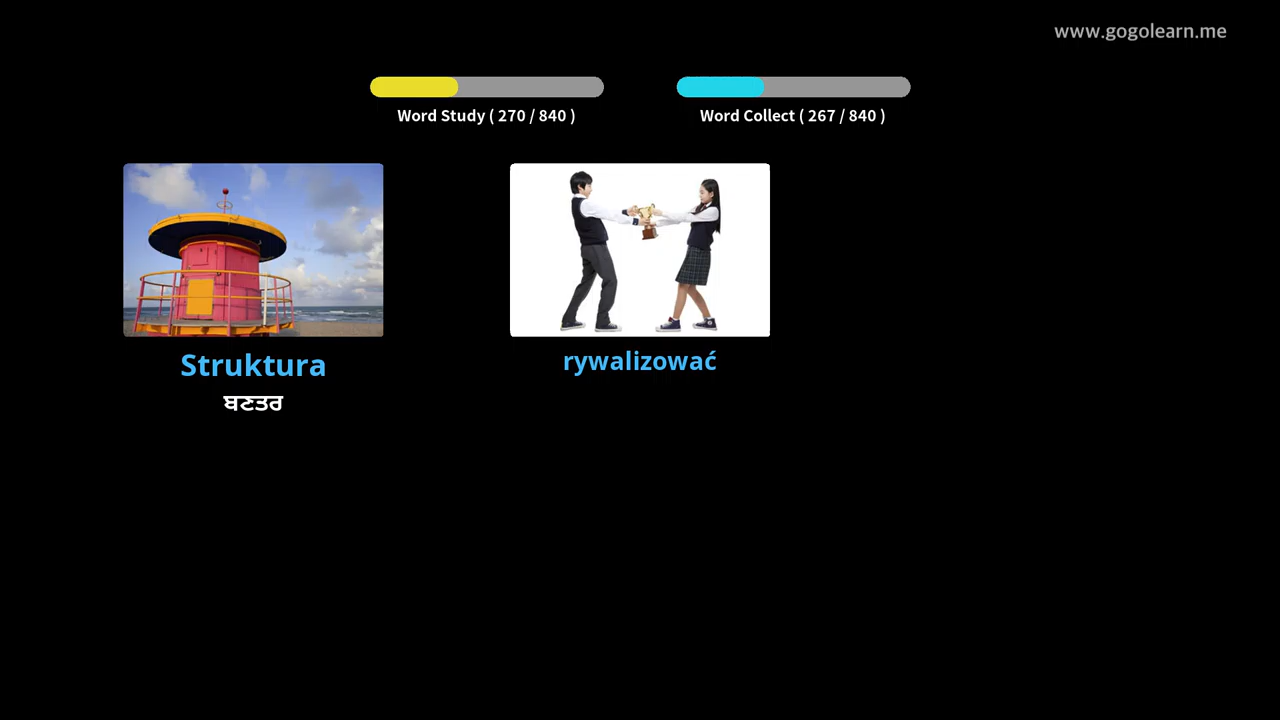 www.gogolearn.me
Word Study ( 270 / 840 )
Word Collect ( 267 / 840 )
Struktura
ਬਣਤਰ
rywalizować